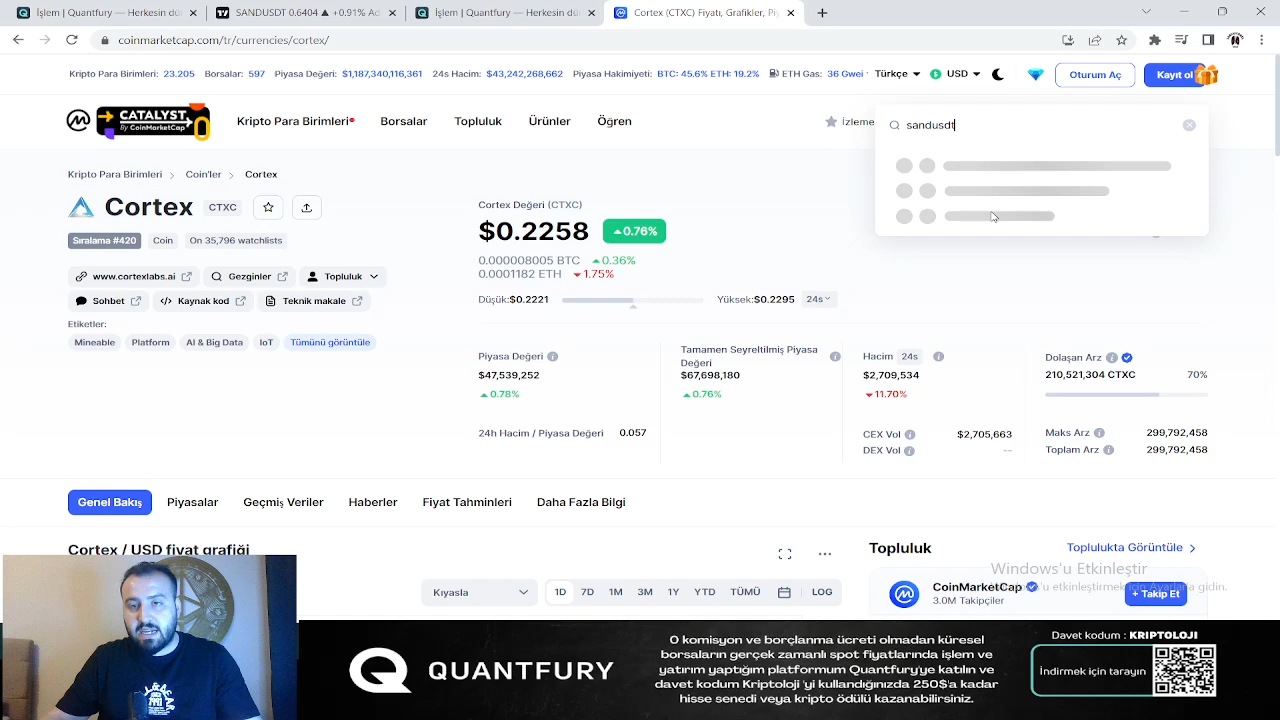 İşlem | Quantfury — Herkesin dü
SANDUSD 0.6404 ▲ +0.91% Ad
İşlem | Quantfury — Herkesin dü
Cortex (CTXC) Fiyatı, Grafikler, Piy
coinmarketcap.com/tr/currencies/cortex/
Kripto Para Birimleri: 23.205 Borsalar: 597 Piyasa Değeri: $1,187,340,116,361 24s Hacim: $43,242,268,662 Piyasa Hakimiyeti: BTC: 45.6% ETH: 19.2% ETH Gas: 36 Gwei Türkçe USD Oturum Aç Kayıt ol
CATALYST
By CoinMarketCap
Kripto Para Birimleri Borsalar Topluluk Ürünler Öğren İzleme
sandusdt
Kripto Para Birimleri Coin'ler Cortex
Cortex CTXC
Sıralama #420 Coin On 35,796 watchlists
www.cortexlabs.ai Gezginler Topluluk
Sohbet Kaynak kod Teknik makale
Etiketler:
Mineable Platform AI & Big Data IoT Tümünü görüntüle
Cortex Değeri (CTXC)
$0.2258 0.76%
0.000008005 BTC 0.36%
0.0001182 ETH 1.75%
Düşük:$0.2221 Yüksek:$0.2295 24s
Piyasa Değeri
$47,539,252
0.78%
24h Hacim / Piyasa Değeri 0.057
Tamamen Seyreltilmiş Piyasa
Değeri
$67,698,180
0.76%
Hacim 24s
$2,709,534
11.70%
CEX Vol $2,705,663
DEX Vol --
Dolaşan Arz
210,521,304 CTXC 70%
Maks Arz 299,792,458
Toplam Arz 299,792,458
Genel Bakış Piyasalar Geçmiş Veriler Haberler Fiyat Tahminleri Daha Fazla Bilgi
Cortex / USD fiyat grafiği
Kıyasla 1D 7D 1M 3M 1Y YTD TÜMÜ LOG
Topluluk Toplulukta Görüntüle
CoinMarketCap
3.0M Takipçiler
+ Takip Et
Windows'u Etkinleştir
Windows'u etkinleştirmek için Ayarlar'a gidin.
QUANTFURY
0 komisyon ve borçlanma ücreti olmadan küresel
borsaların gerçek zamanlı spot fiyatlarında işlem ve
yatırım yaptığım platformum Quantfury'ye katılın ve
davet kodum Kriptoloji 'yi kullandığınızda 250$'a kadar
hisse senedi veya kripto ödülü kazanabilirsiniz.
Davet kodum : KRIPTOLOJI
İndirmek için tarayın